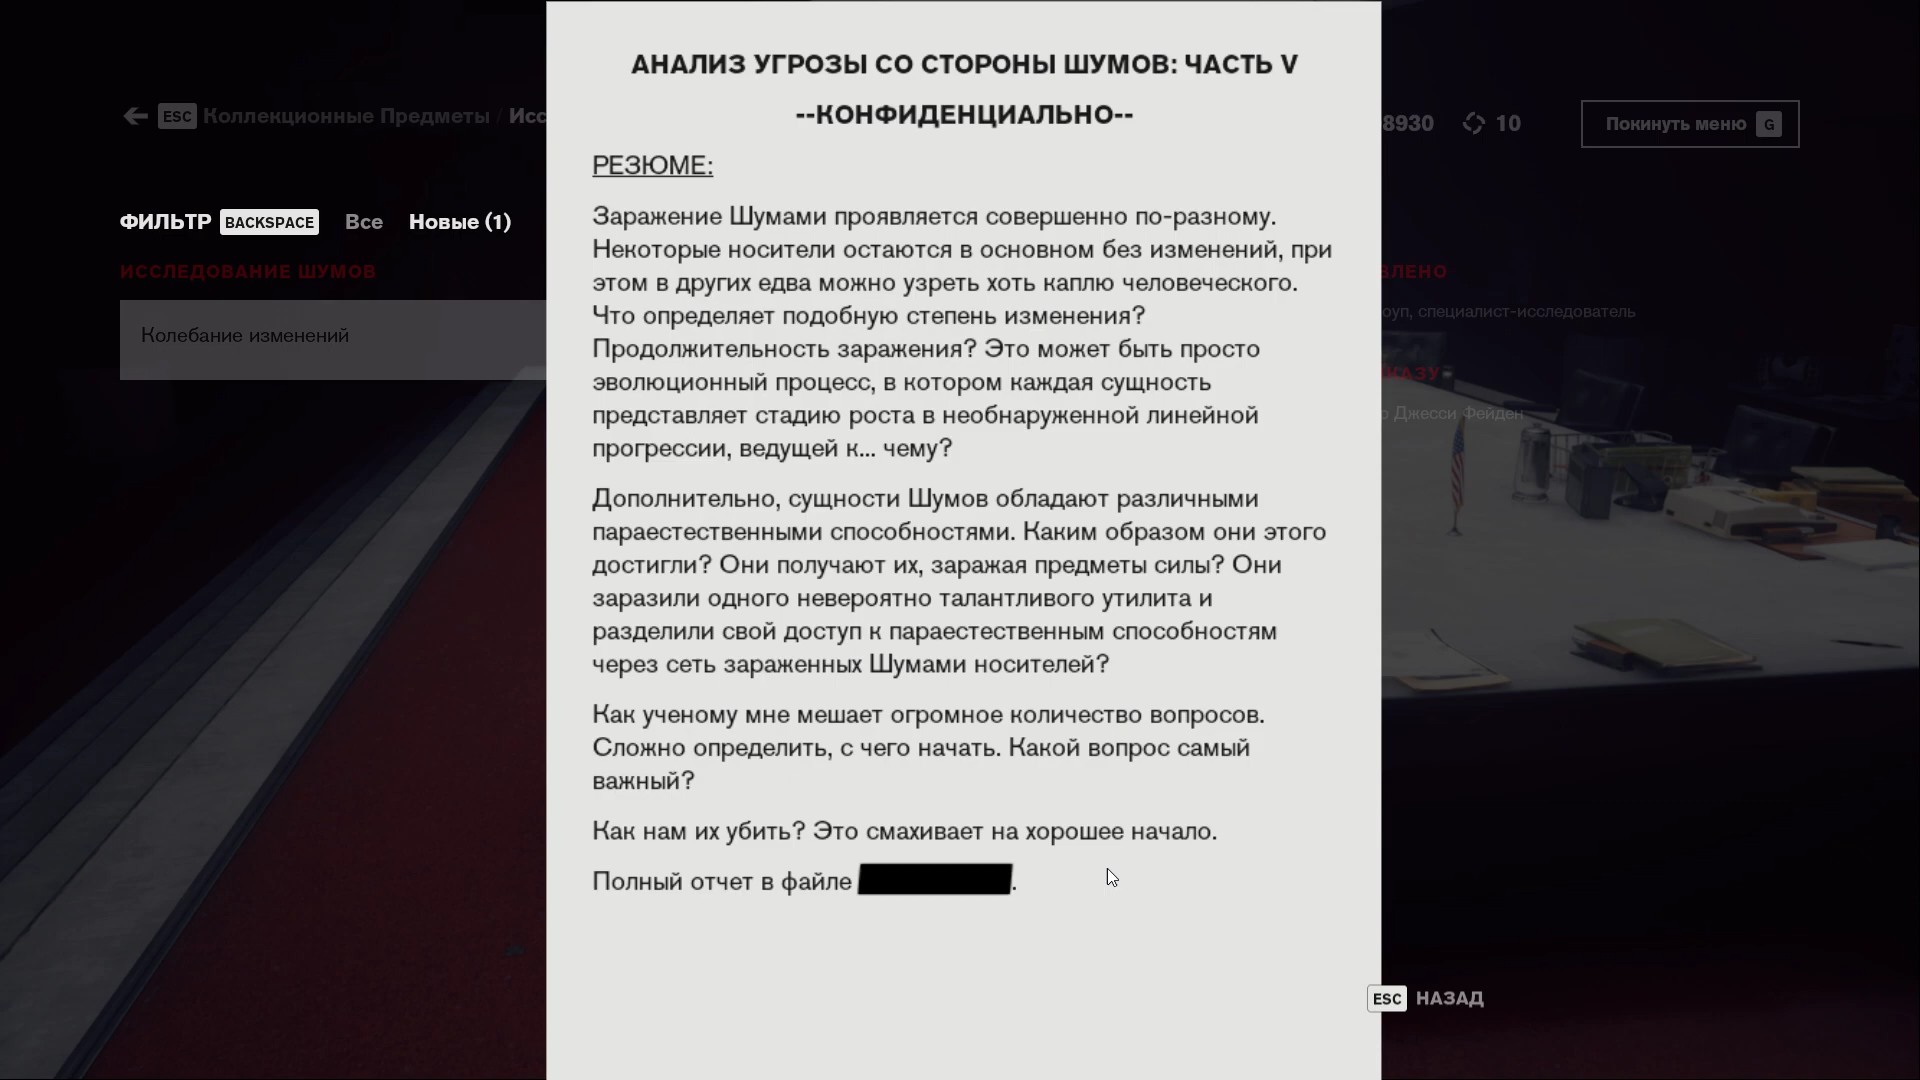 АНАЛИЗ УГРОЗЫ СО СТОРОНЫ ШУМОВ: ЧАСТЬ V
--КОНФИДЕНЦИАЛЬНО--
ESC Коллекционные Предметы /
8930 10 Покинуть меню G
РЕЗЮМЕ:
ФИЛЬТР BACKSPACE Все Новые (1)
ИССЛЕДОВАНИЕ ШУМОВ
Колебание изменений
специалист-исследователь
Джесси Фейден
Заражение Шумами проявляется совершенно по-разному.
Некоторые носители остаются в основном без изменений, при
этом в других едва можно узреть хоть каплю человеческого.
Что определяет подобную степень изменения?
Продолжительность заражения? Это может быть просто
эволюционный процесс, в котором каждая сущность
представляет стадию роста в необнаруженной линейной
прогрессии, ведущей к... чему?
Дополнительно, сущности Шумов обладают различными
параестественными способностями. Каким образом они этого
достигли? Они получают их, заражая предметы силы? Они
заразили одного невероятно талантливого утилита и
разделили свой доступ к параестественным способностям
через сеть зараженных Шумами носителей?
Как ученому мне мешает огромное количество вопросов.
Сложно определить, с чего начать. Какой вопрос самый
важный?
Как нам их убить? Это смахивает на хорошее начало.
Полный отчет в файле .
ESC НАЗАД